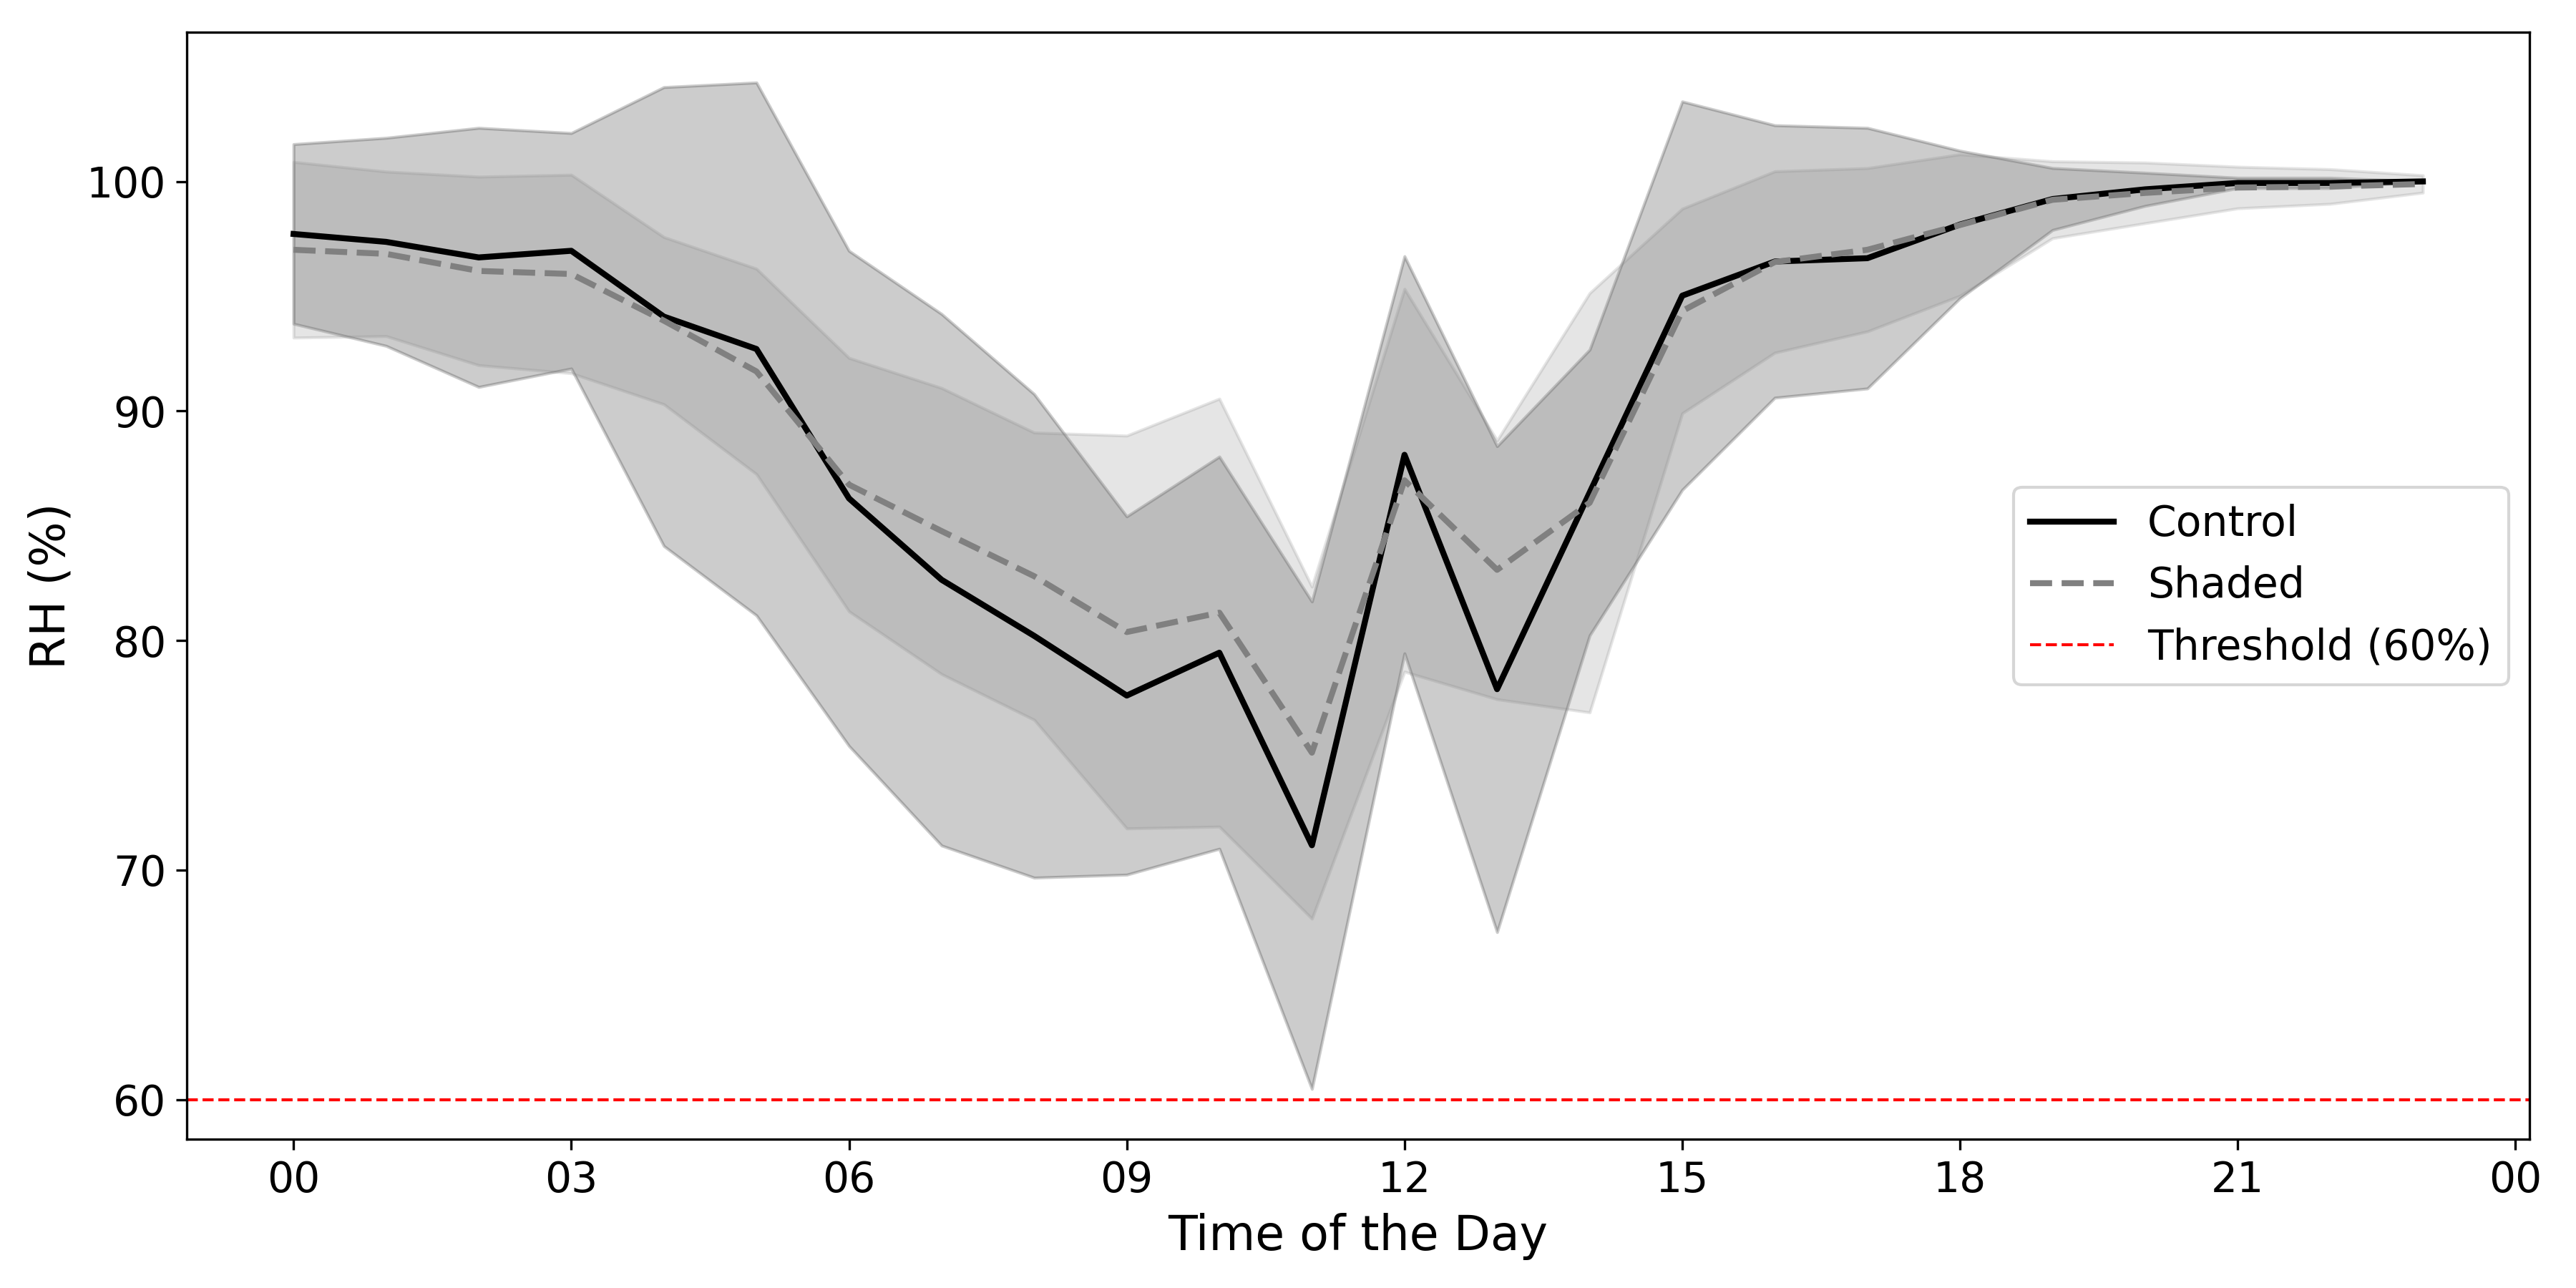 100
90
80
70
60
RH (%)
Control
Shaded
Threshold (60%)
00 03 06 09 12 15 18 21 00
Time of the Day